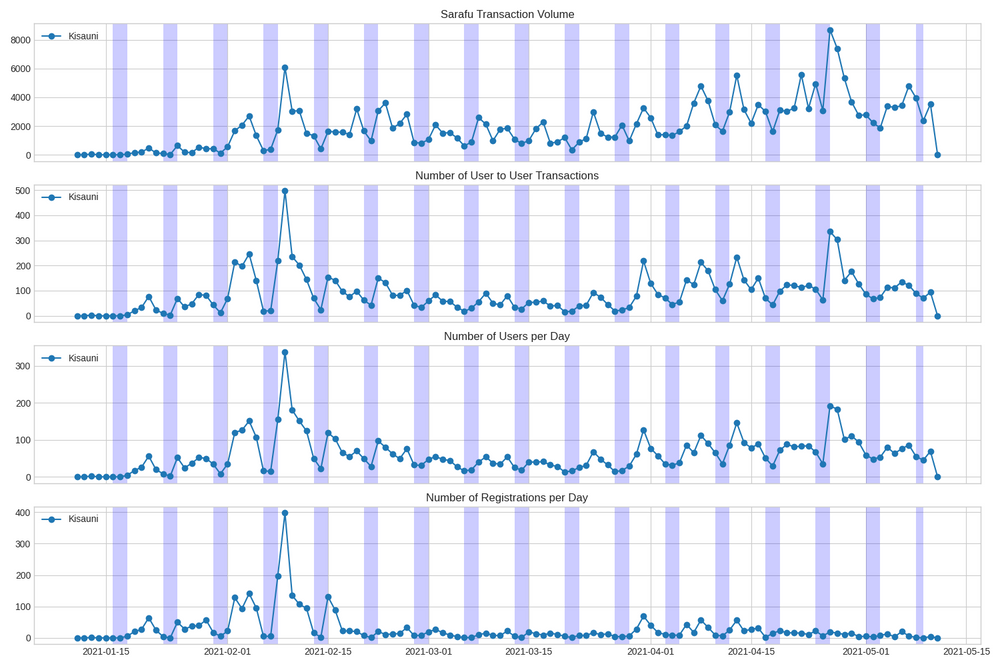 Sarafu Transaction Volume
Kisauni
8000
6000
4000
2000
0
Number of User to User Transactions
Kisauni
500
400
300
200
100
0
Number of Users per Day
Kisauni
300
200
100
0
Number of Registrations per Day
Kisauni
400
300
200
100
0
2021-01-15 2021-02-01 2021-02-15 2021-03-01 2021-03-15 2021-04-01 2021-04-15 2021-05-01 2021-05-15